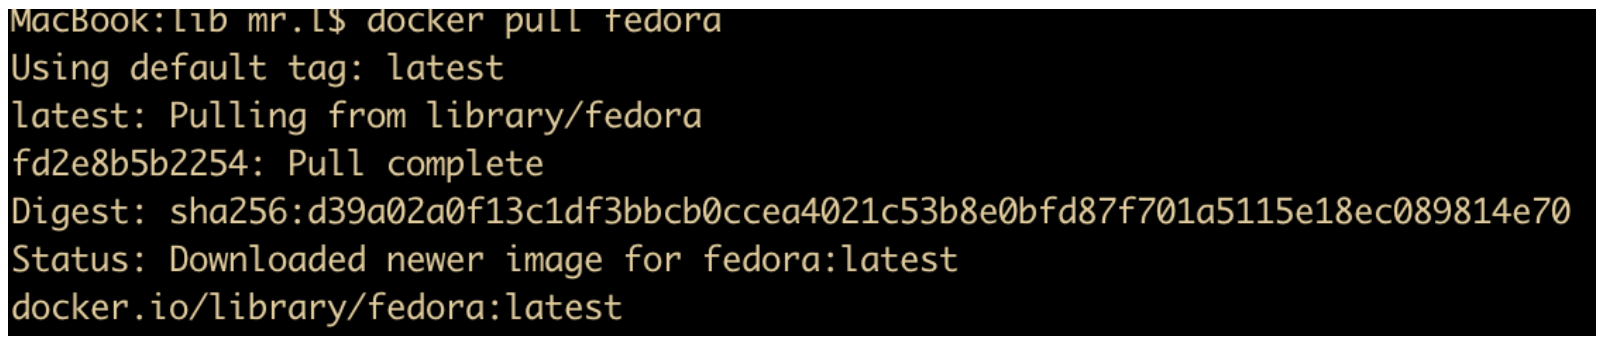 MacBook:lib mr.l$ docker pull fedora
Using default tag: latest
latest: Pulling from library/fedora
fd2e8b5b2254: Pull complete
Digest: sha256:d39a02a0f13c1df3bbcb0ccea4021c53b8e0bfd87f701a5115e18ec089814e70
Status: Downloaded newer image for fedora:latest
docker.io/library/fedora:latest